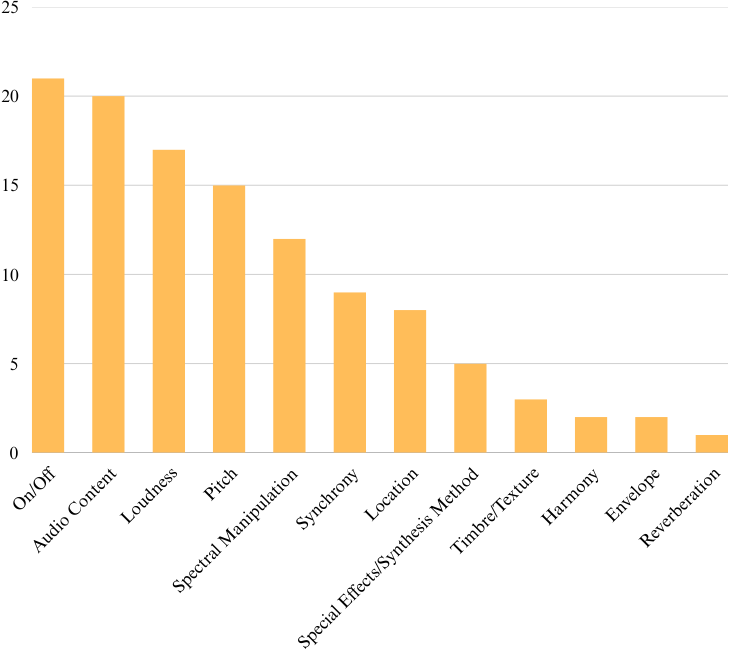 25
20
15
10
5
0
On/Off
Audio Content
Loudness
Pitch
Spectral Manipulation
Synchrony
Location
Special Effects/Synthesis Method
Timbre/Texture
Harmony
Envelope
Reverberation